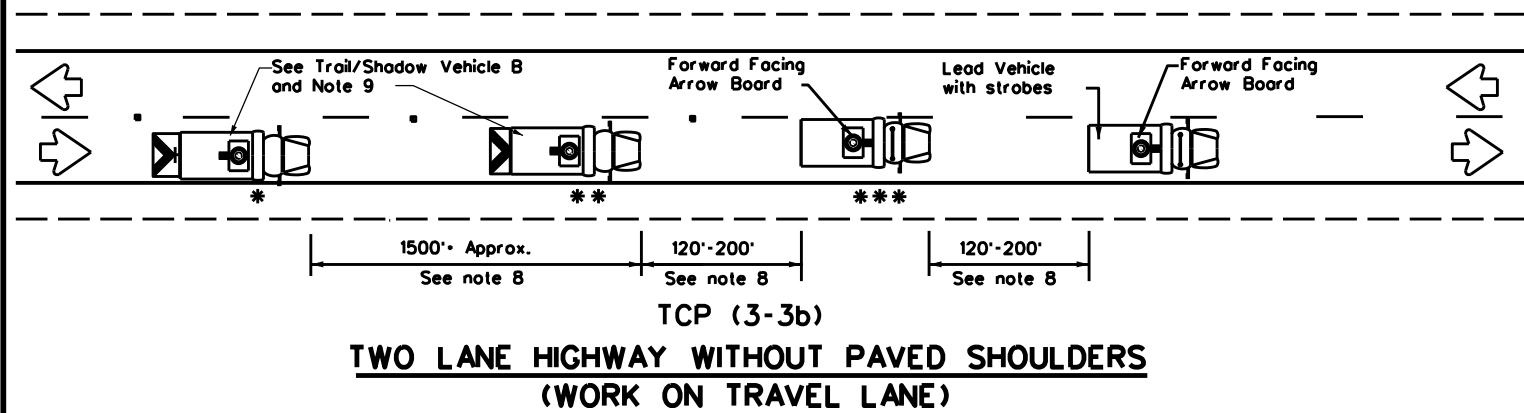 See Trail/Shadow Vehicle B
and Note 9
Forward Facing
Arrow Board
Lead Vehicle
with strobes
Forward Facing
Arrow Board
*
**
***
1500'+ Approx.
120'-200'
120'-200'
See note 8
See note 8
See note 8
TCP (3-3b)
TWO LANE HIGHWAY WITHOUT PAVED SHOULDERS
(WORK ON TRAVEL LANE)